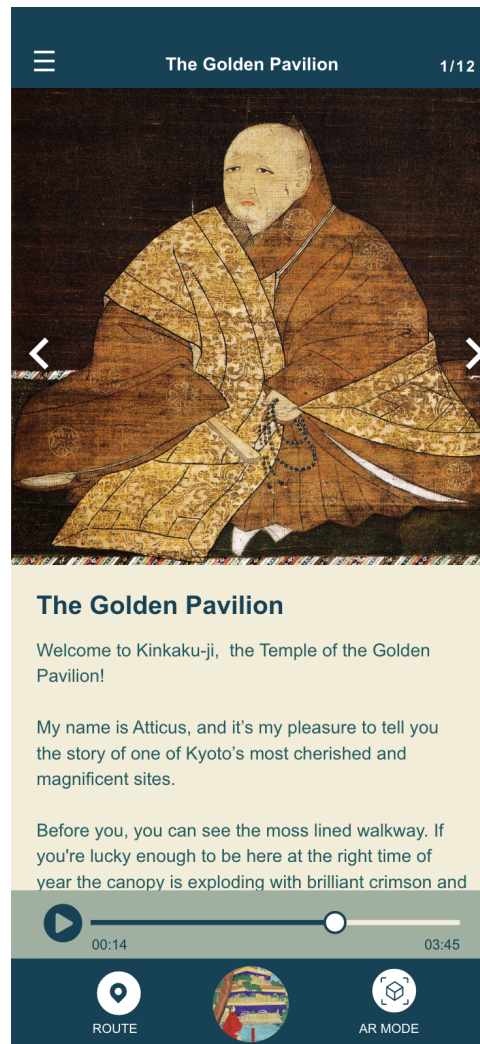 The Golden Pavilion
1/12
The Golden Pavilion
Welcome to Kinkaku-ji,  the Temple of the Golden
Pavilion!
My name is Atticus, and it’s my pleasure to tell you
the story of one of Kyoto’s most cherished and
magnificent sites.
Before you, you can see the moss lined walkway. If
you're lucky enough to be here at the right time of
year the canopy is exploding with brilliant crimson and
00:14
03:45
ROUTE
AR MODE